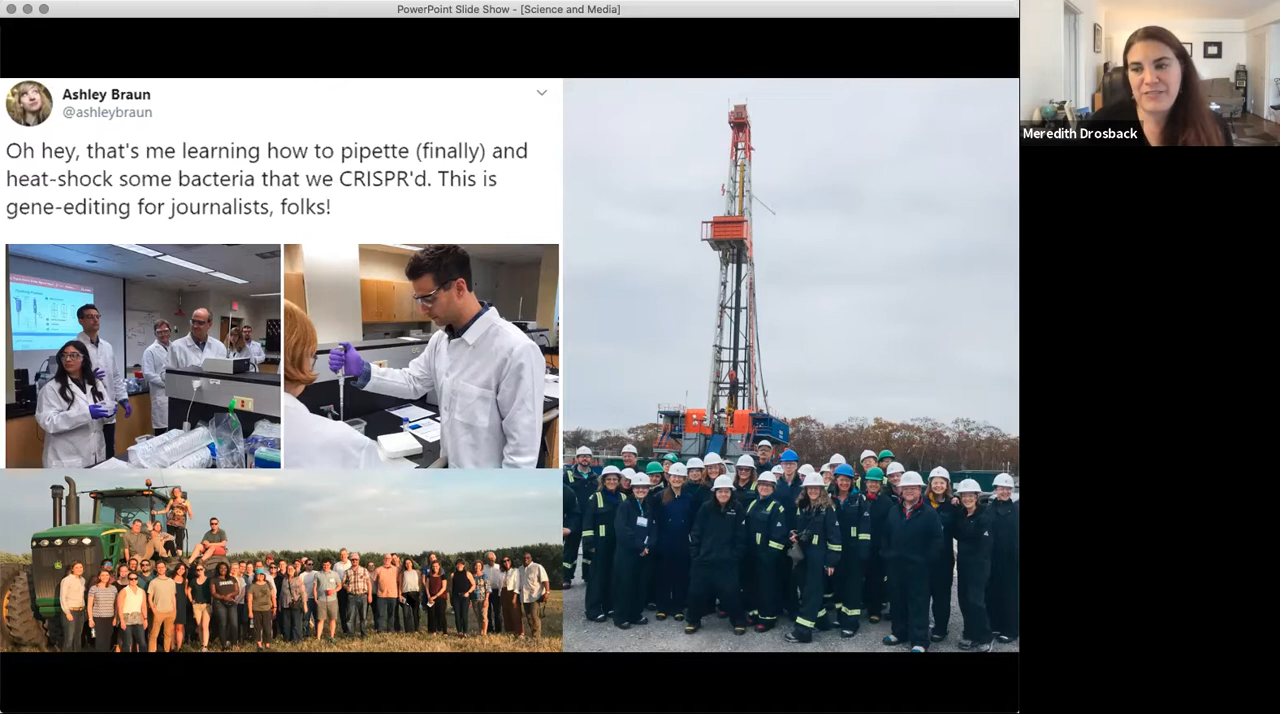 PowerPoint Slide Show - [Science and Media]
Ashley Braun
@ashleybraun
Oh hey, that's me learning how to pipette (finally) and
heat-shock some bacteria that we CRISPR'd. This is
gene-editing for journalists, folks!
Meredith Drosback